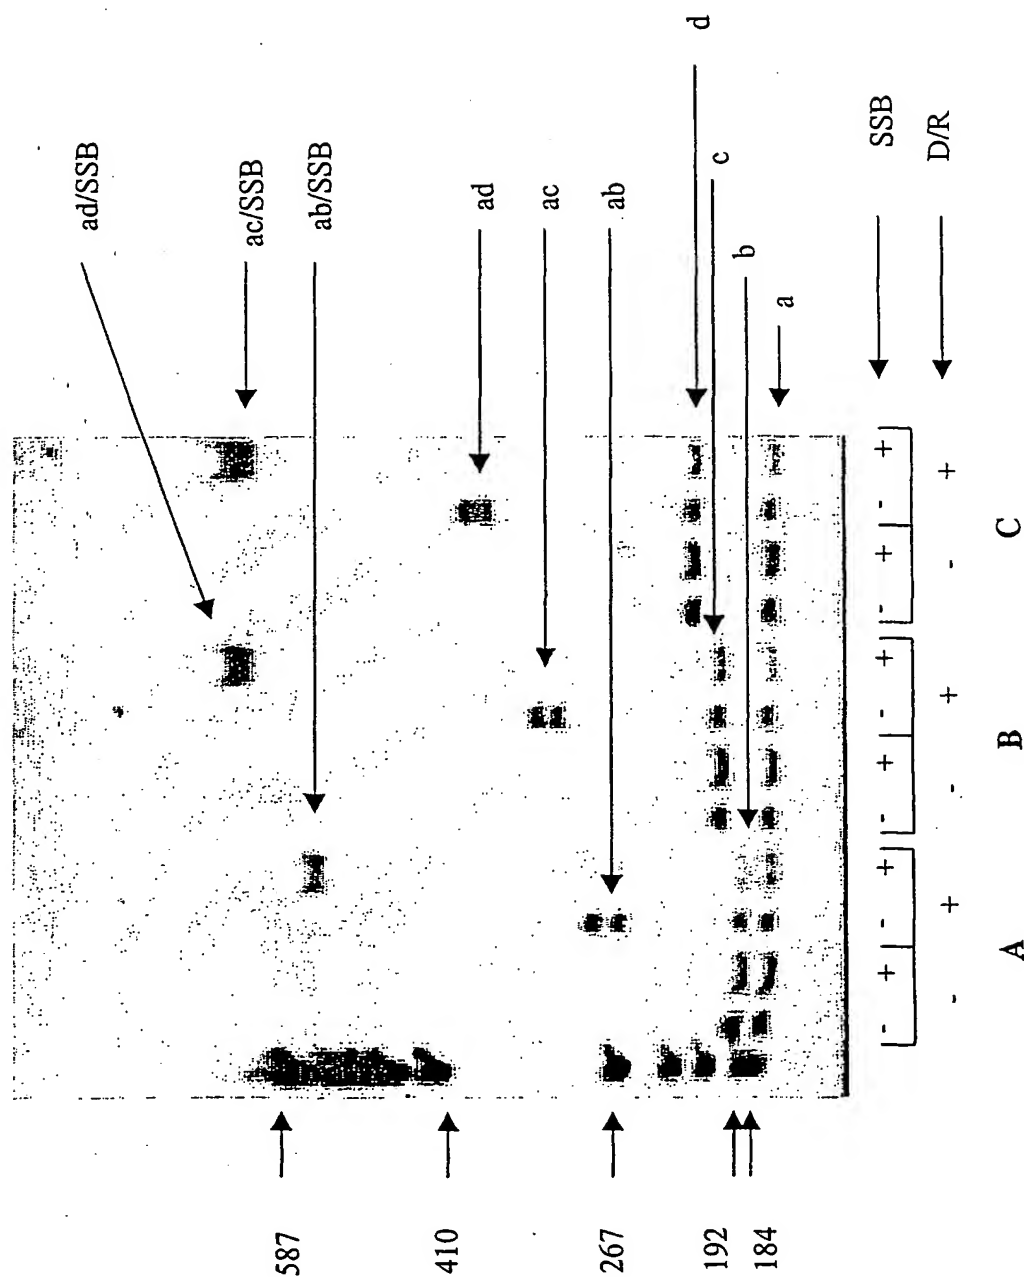 ad/SSB
ac/SSB
ab/SSB
ad
ac
ab
d
c
b
a
587
410
267
192
184
- + - + - + - + - + - + SSB
- + - + - + D/R
A B C